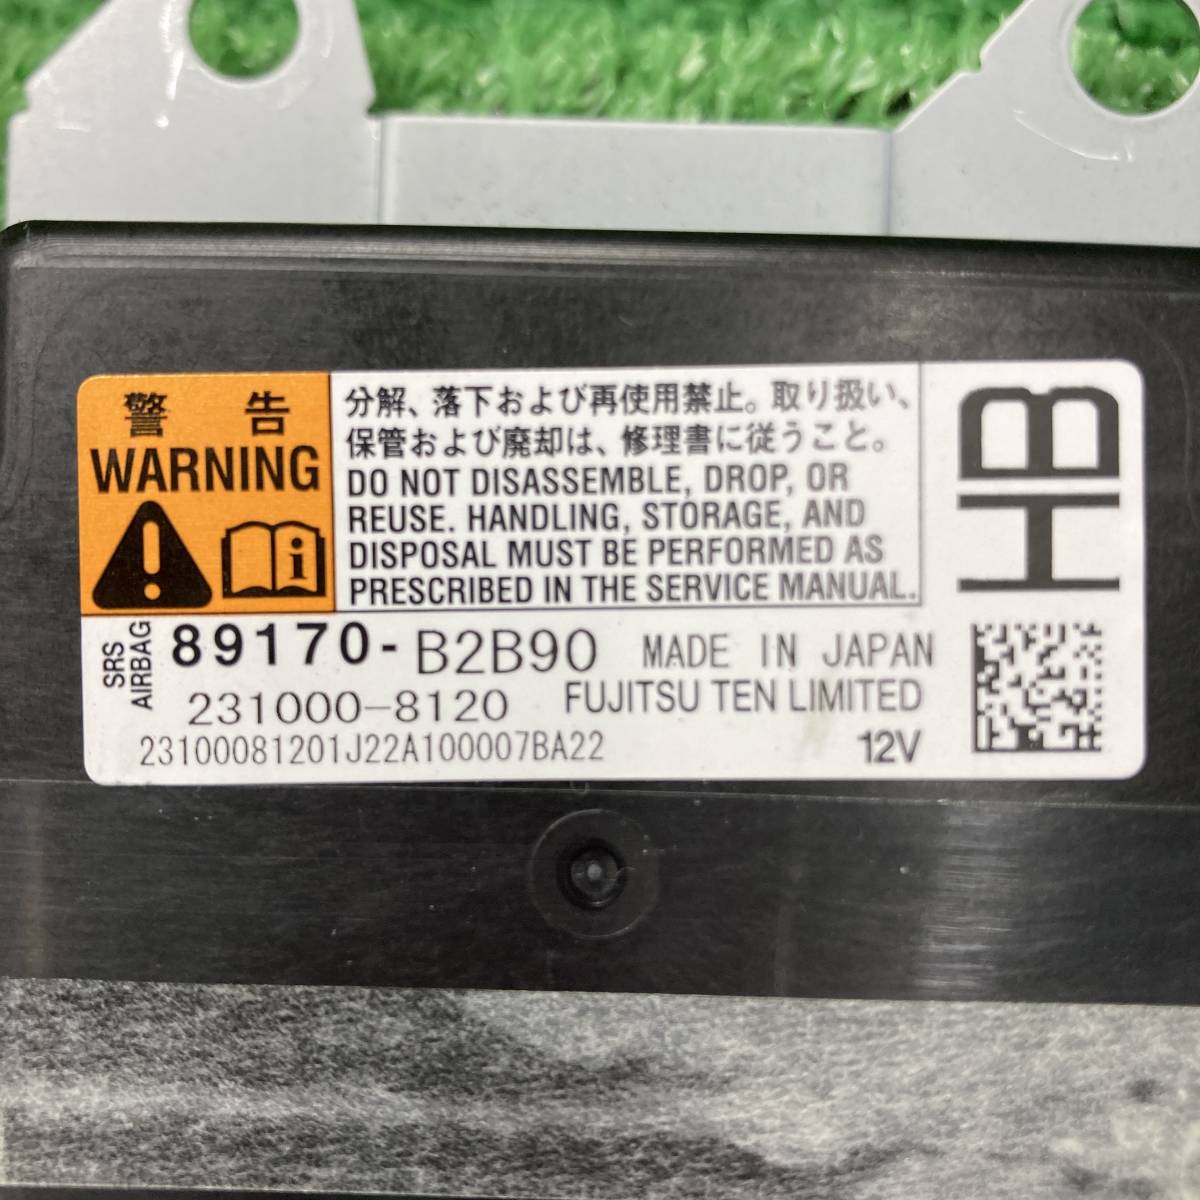 警告
WARNING
分解、落下および再使用禁止。取り扱い、
保管および廃却は、修理書に従うこと。
DO NOT DISASSEMBLE, DROP, OR
REUSE. HANDLING, STORAGE, AND
DISPOSAL MUST BE PERFORMED AS
PRESCRIBED IN THE SERVICE MANUAL.
HB
SRS
AIRBAG
89170-B2B90 MADE IN JAPAN
231000-8120 FUJITSU TEN LIMITED
23100081201J22A100007BA22 12V